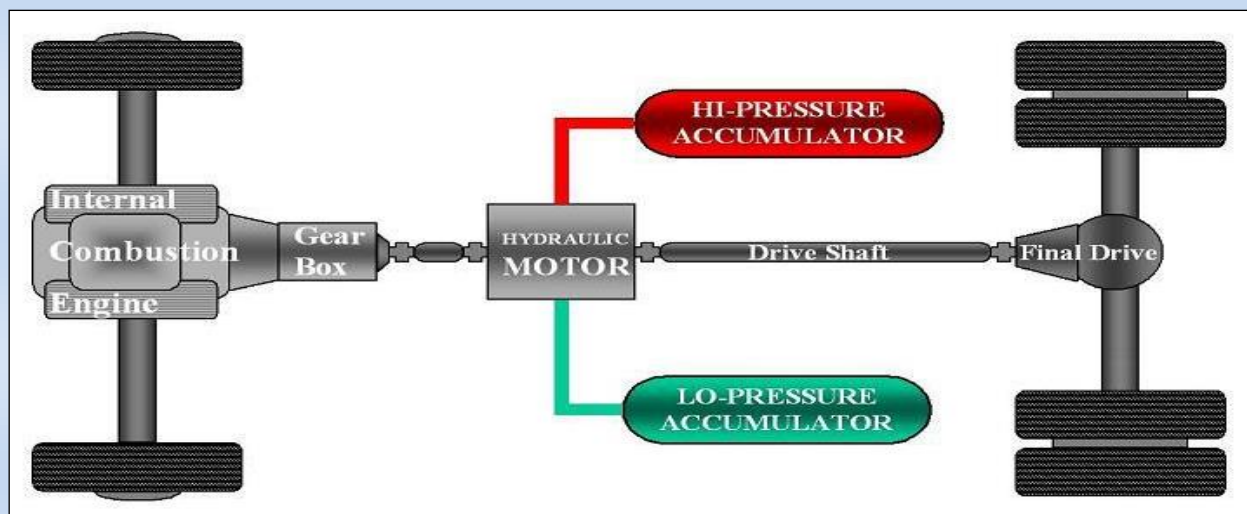 HI-PRESSURE
ACCUMULATOR
Internal
Combustion
Engine
Gear
Box
HYDRAULIC
MOTOR
Drive Shaft
Final Drive
LO-PRESSURE
ACCUMULATOR